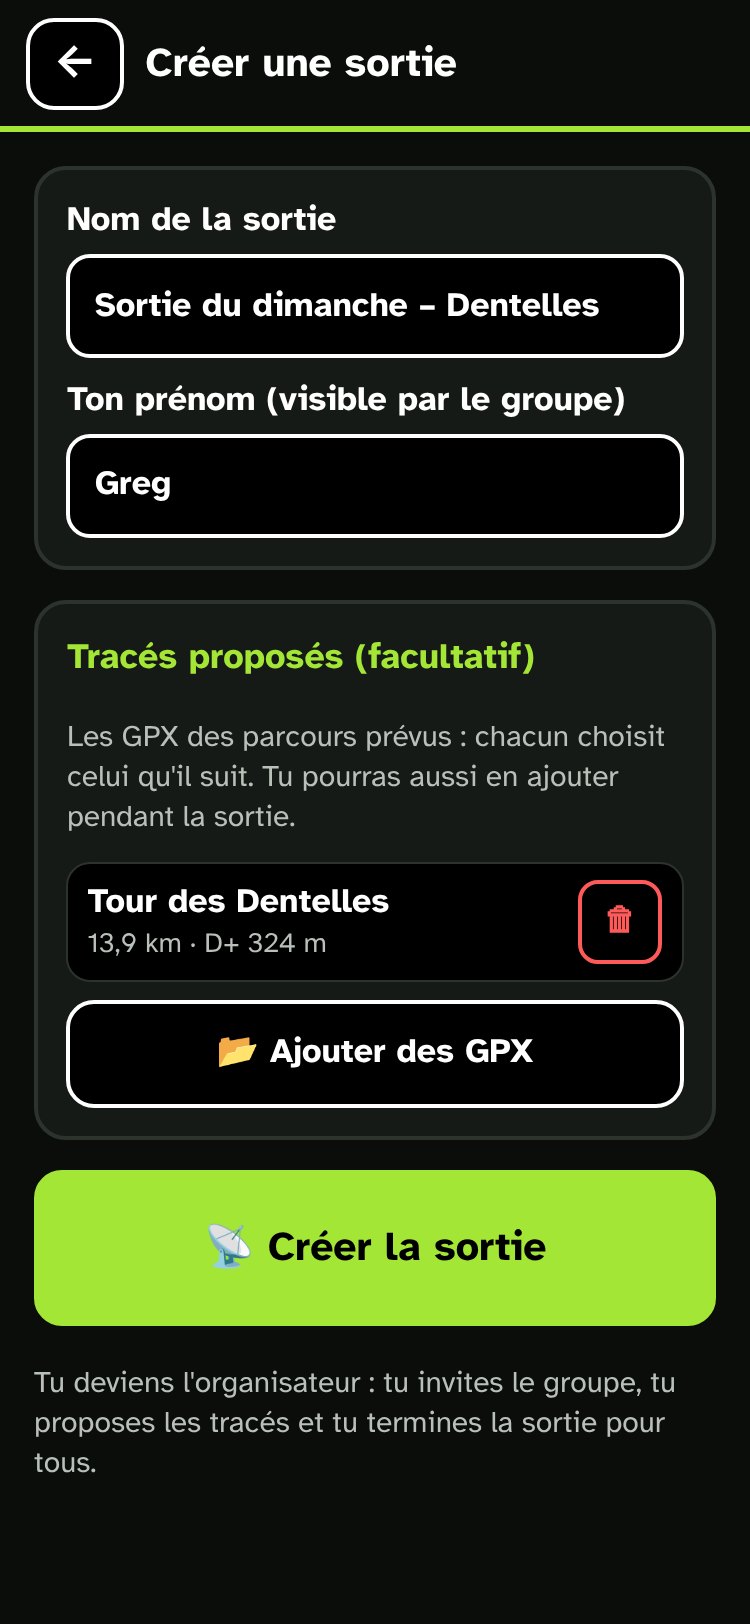 Créer une sortie
Nom de la sortie
Sortie du dimanche – Dentelles
Ton prénom (visible par le groupe)
Greg
Tracés proposés (facultatif)
Les GPX des parcours prévus : chacun choisit
celui qu'il suit. Tu pourras aussi en ajouter
pendant la sortie.
Tour des Dentelles
13,9 km · D+ 324 m
Ajouter des GPX
Créer la sortie
Tu deviens l'organisateur : tu invites le groupe, tu
proposes les tracés et tu termines la sortie pour
tous.